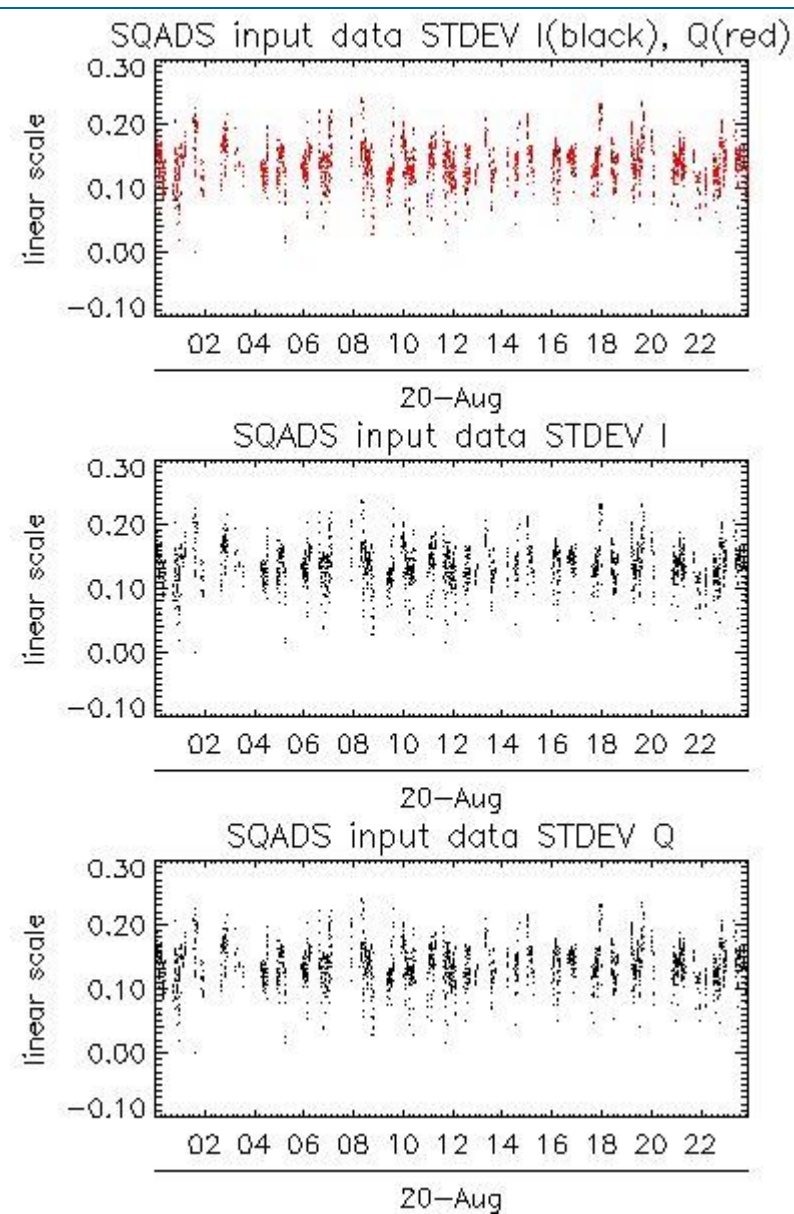 SQADS input data STDEV I(black), Q(red)
0.30
0.20
0.10
0.00
−0.10
linear scale
02 04 06 08 10 12 14 16 18 20 22
20−Aug
SQADS input data STDEV I
0.30
0.20
0.10
0.00
−0.10
linear scale
02 04 06 08 10 12 14 16 18 20 22
20−Aug
SQADS input data STDEV Q
0.30
0.20
0.10
0.00
−0.10
linear scale
02 04 06 08 10 12 14 16 18 20 22
20−Aug